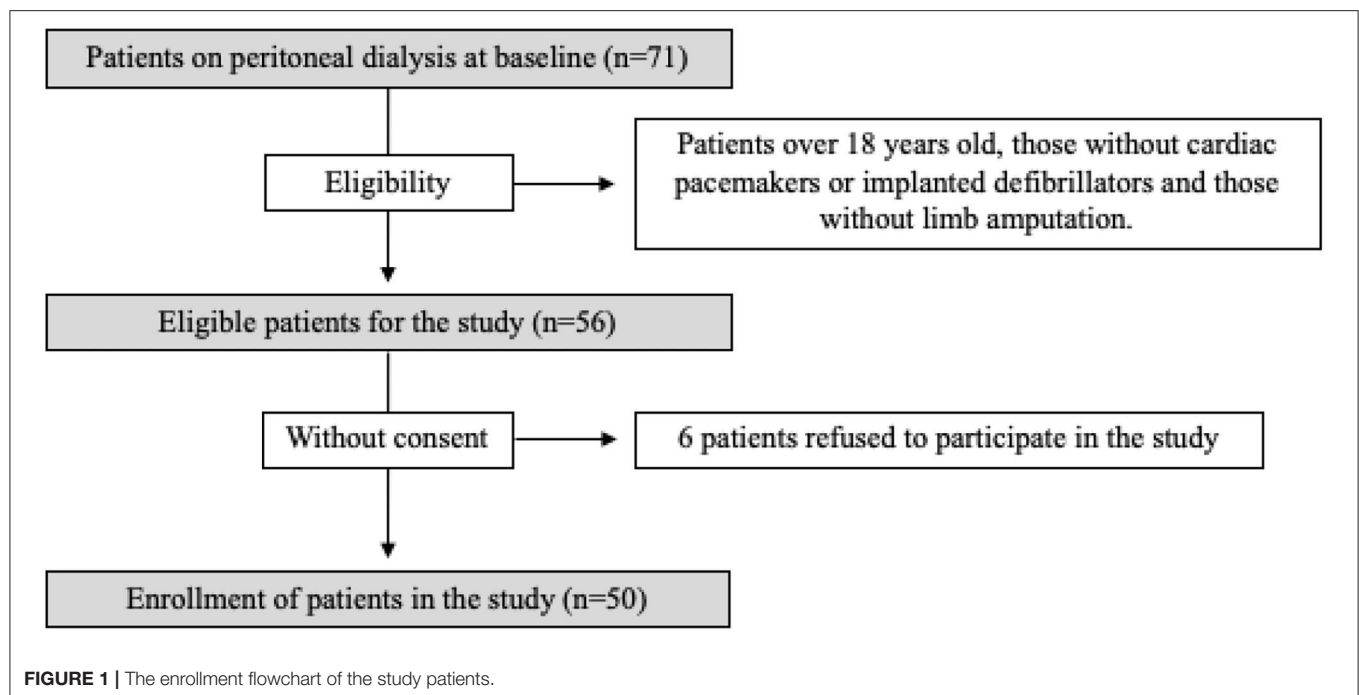 Patients on peritoneal dialysis at baseline (n=71)
Eligibility
Patients over 18 years old, those without cardiac
pacemakers or implanted defibrillators and those
without limb amputation.
Eligible patients for the study (n=56)
Without consent
6 patients refused to participate in the study
Enrollment of patients in the study (n=50)
FIGURE 1 | The enrollment flowchart of the study patients.